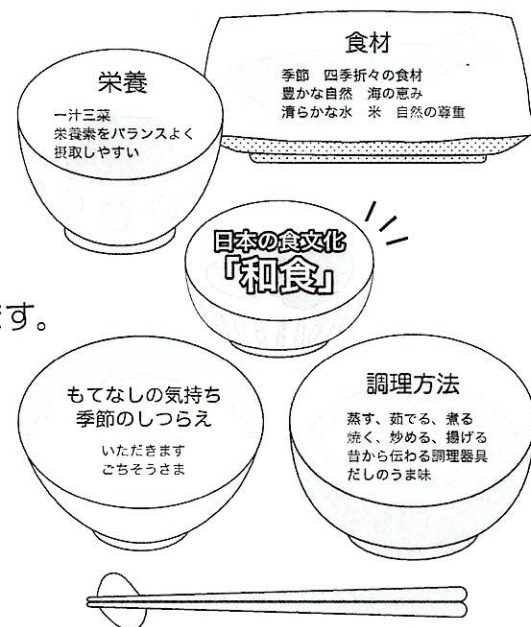 栄養
一汁三菜
栄養素をバランスよく
摂取しやすい
食材
季節　四季折々の食材
豊かな自然　海の恵み
清らかな水　米　自然の尊重
日本の食文化
「和食」
ます。
もてなしの気持ち
季節のしつらえ
いただきます
ごちそうさま
調理方法
蒸す、茹でる、煮る
焼く、炒める、揚げる
昔から伝わる調理器具
だしのうま味